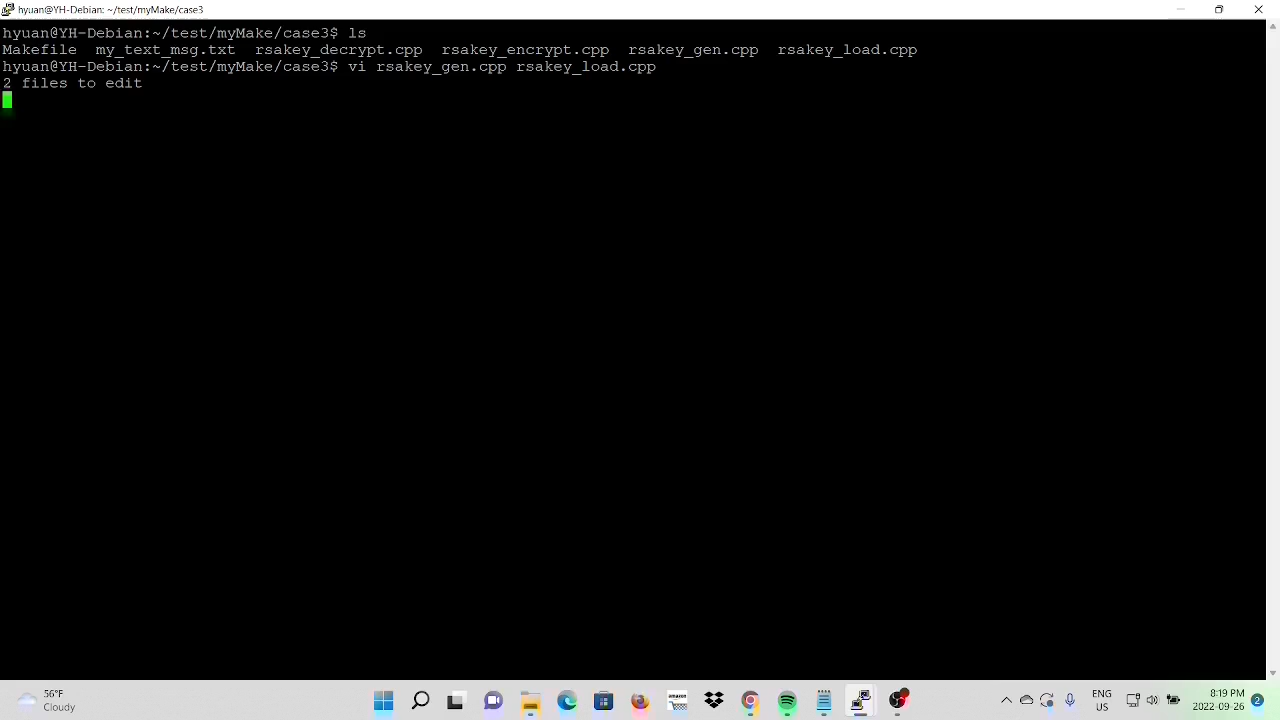 hyuan@YH-Debian: ~/test/myMake/case3
hyuan@YH-Debian:~/test/myMake/case3$ ls
Makefile  my_text_msg.txt  rsakey_decrypt.cpp  rsakey_encrypt.cpp  rsakey_gen.cpp  rsakey_load.cpp
hyuan@YH-Debian:~/test/myMake/case3$ vi rsakey_gen.cpp rsakey_load.cpp
2 files to edit
56°F
Cloudy
amazon
ENG
US
8:19 PM
2022-09-26
2